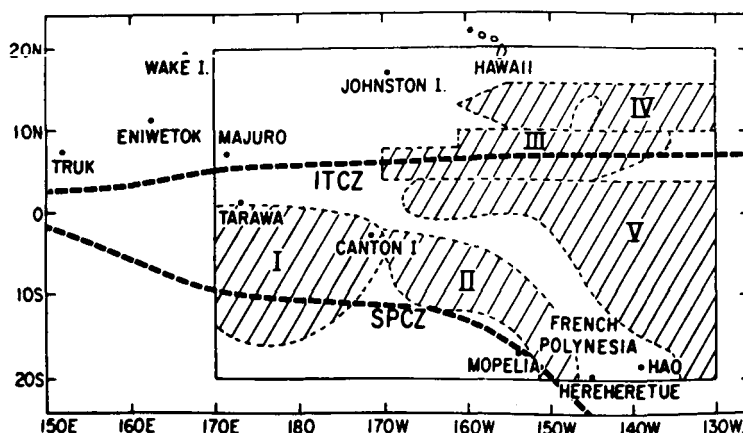 20N
WAKE I.
JOHNSTON I.
HAWAII
IV
10N
ENIWETOK
MAJURO
III
TRUK
ITCZ
0
TARAWA
CANTON I
I
II
V
10S
SPCZ
FRENCH
POLYNESIA
MOPELIA
HAO
20S
HEREHERETUE
150E 160E 170E 180 170W 160W 150W 140W 130W